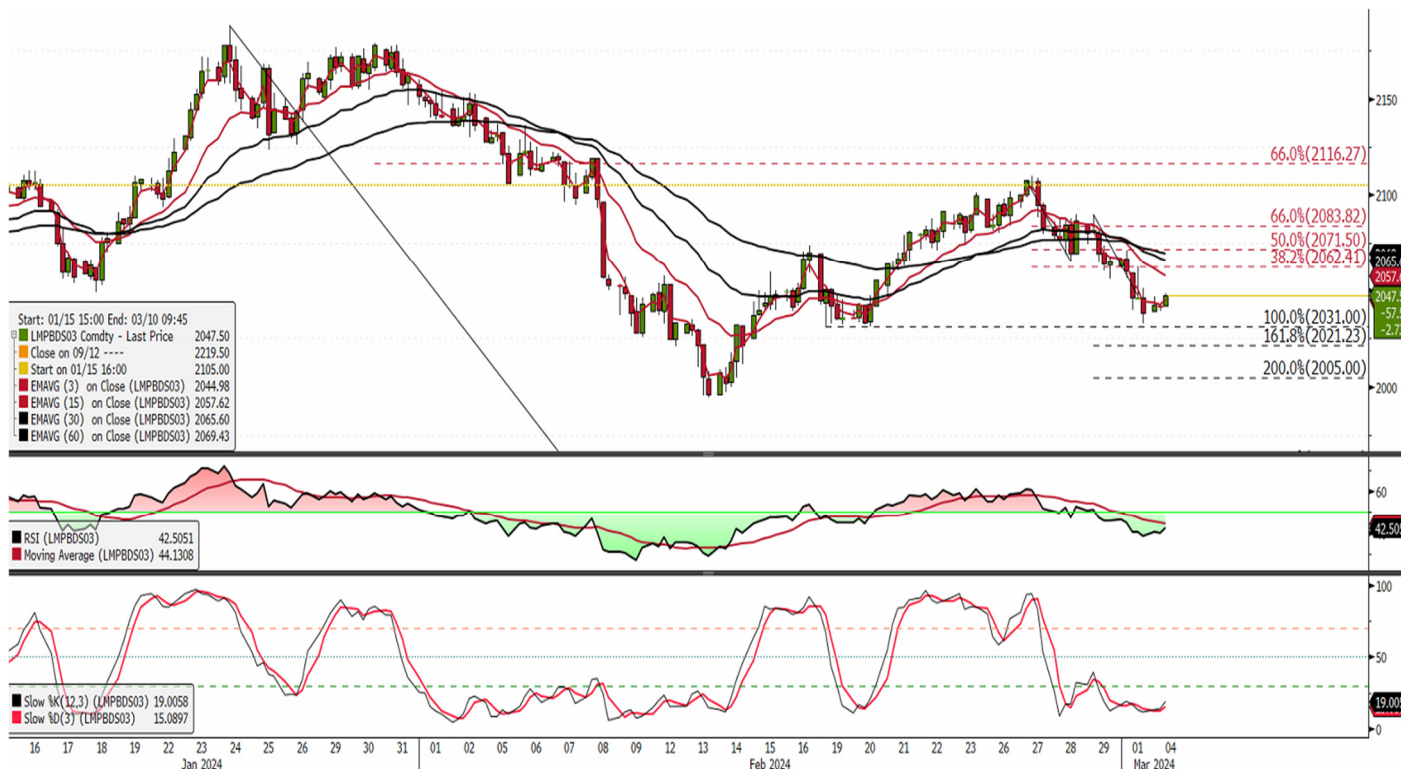 2150
66.0%(2116.27)
2100
66.0%(2083.82)
50.0%(2071.50)
38.2%(2062.41)
2065.6
2057.6
2047.5
-57.5
-2.73
100.0%(2031.00)
161.8%(2021.23)
200.0%(2005.00)
2000
Start: 01/15 15:00 End: 03/10 09:45
LMPBDS03 Comdty - Last Price 2047.50
Close on 09/12 ---- 2219.50
Start on 01/15 16:00 2105.00
EMAVG (3) on Close (LMPBDS03) 2044.98
EMAVG (15) on Close (LMPBDS03) 2057.62
EMAVG (30) on Close (LMPBDS03) 2065.60
EMAVG (60) on Close (LMPBDS03) 2069.43
60
42.505
RSI (LMPBDS03) 42.5051
Moving Average (LMPBDS03) 44.1308
100
50
19.005
0
Slow %K(12,3) (LMPBDS03) 19.0058
Slow %D(3) (LMPBDS03) 15.0897
16 17 18 19 22 23 24 25 26 29 30 31 01 02 05 06 07 08 09 12 13 14 15 16 19 20 21 22 23 26 27 28 29 01 04
Jan 2024 Feb 2024 Mar 2024